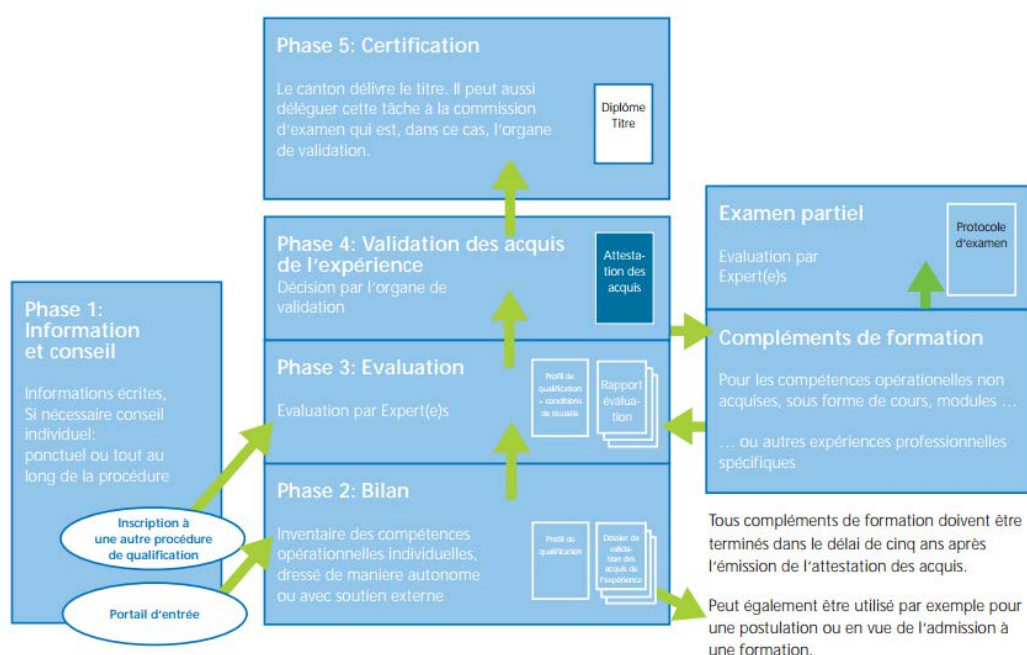 Phase 5: Certification
Le canton délivre le titre. Il peut aussi
déléguer cette tâche à la commission
d'examen qui est, dans ce cas, l'organe
de validation.
Diplôme
Titre
Phase 4: Validation des acquis
de l'expérience
Décision par l'organe de
validation
Attesta-
tion des
acquis
Examen partiel
Evaluation par
Expert(e)s
Protocole
d'examen
Phase 1:
Information
et conseil
Informations écrites,
Si nécessaire conseil
individuel:
ponctuel ou tout au
long de la procédure
Inscription à
une autre procédure
de qualification
Portail d'entrée
Phase 3: Evaluation
Evaluation par Expert(e)s
Profil de
qualification
+ conditions
de réussite
Rapport
évalua-
tion
Compléments de formation
Pour les compétences opérationelles non
acquises, sous forme de cours, modules ...
... ou autres expériences professionnelles
spécifiques
Phase 2: Bilan
Inventaire des compétences
opérationnelles individuelles,
dressé de manière autonome
ou avec soutien externe
Profil de
qualification
Dossier de
valida-
tion des
acquis de
l'expérience
Tous compléments de formation doivent être
terminés dans le délai de cinq ans après
l'émission de l'attestation des acquis.
Peut également être utilisé par exemple pour
une postulation ou en vue de l'admission à
une formation.